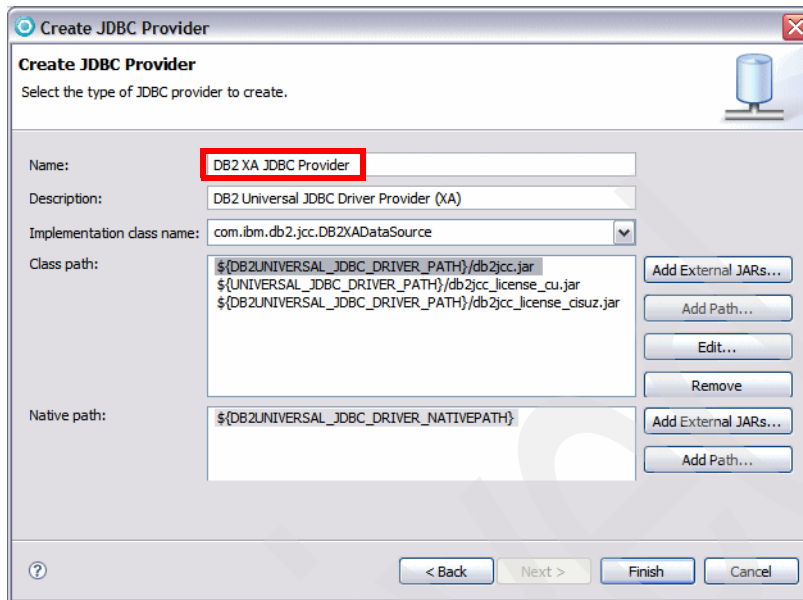 Create JDBC Provider
Create JDBC Provider
Select the type of JDBC provider to create.
Name: DB2 XA JDBC Provider
Description: DB2 Universal JDBC Driver Provider (XA)
Implementation class name: com.ibm.db2.jcc.DB2XADataSource
Class path:
${DB2UNIVERSAL_JDBC_DRIVER_PATH}/db2jcc.jar
${UNIVERSAL_JDBC_DRIVER_PATH}/db2jcc_license_cu.jar
${DB2UNIVERSAL_JDBC_DRIVER_PATH}/db2jcc_license_cisuz.jar
Add External JARs...
Add Path...
Edit...
Remove
Native path:
${DB2UNIVERSAL_JDBC_DRIVER_NATIVEPATH}
Add External JARs...
Add Path...
?
< Back Next > Finish Cancel